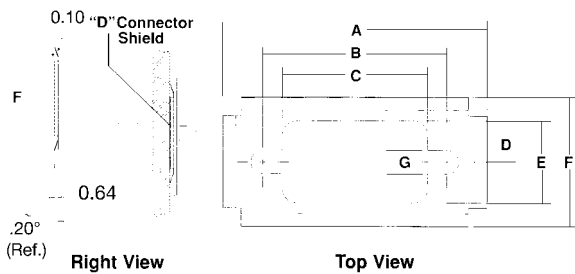 0.10 “D” Connector
Shield
A
B
C
F
G
D
E
F
0.64
.20°
(Ref.)
Right View
Top View